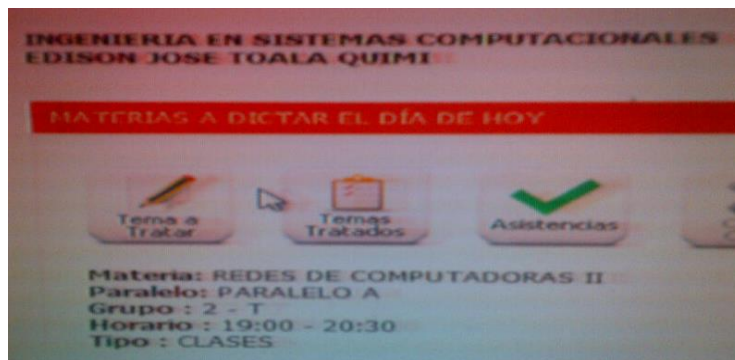 INGENIERIA EN SISTEMAS COMPUTACIONALES
EDISON JOSE TOALA QUIMI
MATERIAS A DICTAR EL DÍA DE HOY
Tema a
Tratar
Temas
Tratados
Asistencias
Materia: REDES DE COMPUTADORAS II
Paralelo: PARALELO A
Grupo : 2 - T
Horario : 19:00 - 20:30
Tipo : CLASES